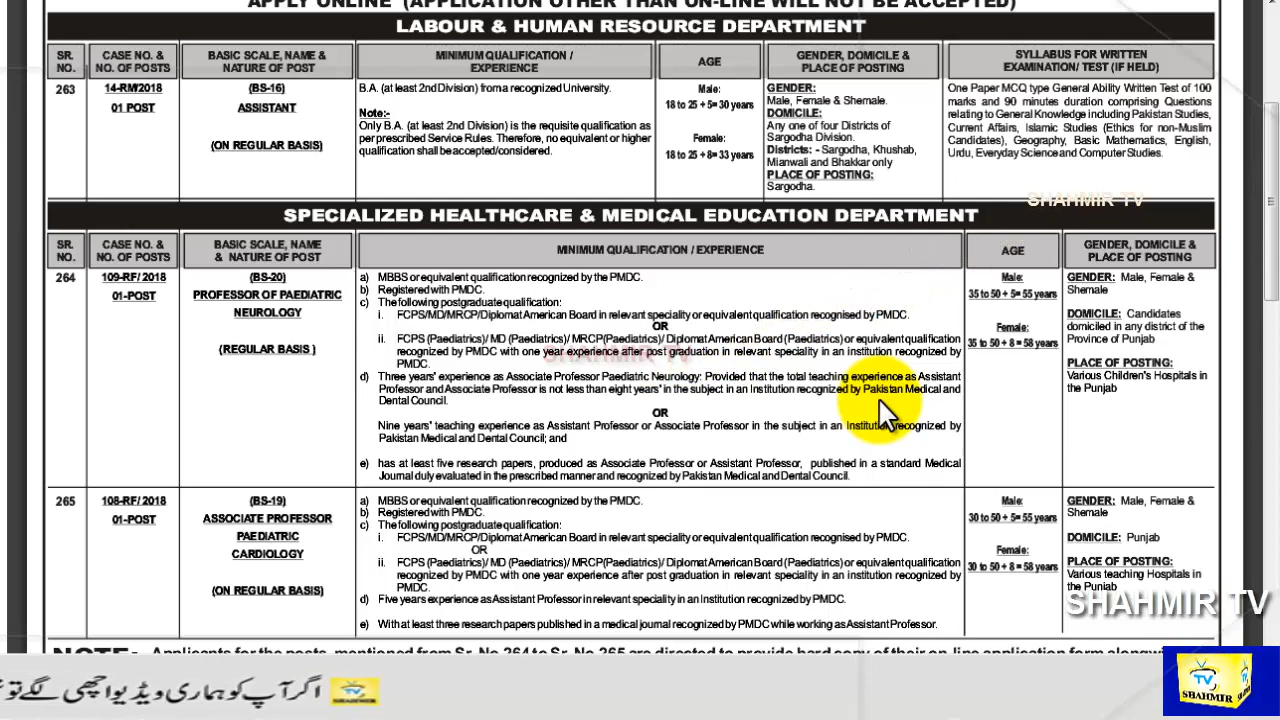 APPLY ONLINE (APPLICATION OTHER THAN ON-LINE WILL NOT BE ACCEPTED)
LABOUR & HUMAN RESOURCE DEPARTMENT
SR. NO.
CASE NO. & NO. OF POSTS
BASIC SCALE, NAME & NATURE OF POST
MINIMUM QUALIFICATION / EXPERIENCE
AGE
GENDER, DOMICILE & PLACE OF POSTING
SYLLABUS FOR WRITTEN EXAMINATION/ TEST (IF HELD)
263
14-RM/2018
01 POST
(BS-16)
ASSISTANT
(ON REGULAR BASIS)
B.A. (at least 2nd Division) from a recognized University.
Note:-
Only B.A. (at least 2nd Division) is the requisite qualification as
per prescribed Service Rules. Therefore, no equivalent or higher
qualification shall be accepted/considered.
Male:
18 to 25 + 5= 30 years
Female:
18 to 25 + 8= 33 years
GENDER:
Male, Female & Shemale.
DOMICILE:
Any one of four Districts of
Sargodha Division.
Districts: - Sargodha, Khushab,
Mianwali and Bhakkar only
PLACE OF POSTING:
Sargodha.
One Paper MCQ type General Ability Written Test of 100
marks and 90 minutes duration comprising Questions
relating to General Knowledge including Pakistan Studies,
Current Affairs, Islamic Studies (Ethics for non-Muslim
Candidates), Geography, Basic Mathematics, English,
Urdu, Everyday Science and Computer Studies.
SHAHMIR TV
SPECIALIZED HEALTHCARE & MEDICAL EDUCATION DEPARTMENT
SR. NO.
CASE NO. & NO. OF POSTS
BASIC SCALE, NAME & NATURE OF POST
MINIMUM QUALIFICATION / EXPERIENCE
AGE
GENDER, DOMICILE & PLACE OF POSTING
264
109-RF/ 2018
01-POST
(BS-20)
PROFESSOR OF PAEDIATRIC
NEUROLOGY
(REGULAR BASIS )
a) MBBS or equivalent qualification recognized by the PMDC.
b) Registered with PMDC.
c) The following postgraduate qualification:
i. FCPS/MD/MRCP/Diplomat American Board in relevant speciality or equivalent qualification recognised by PMDC.
OR
ii. FCPS (Paediatrics)/ MD (Paediatrics)/ MRCP(Paediatrics)/ Diplomat American Board (Paediatrics) or equivalent qualification
recognized by PMDC with one year experience after post graduation in relevant speciality in an institution recognized by
PMDC.
SHAHMIR TV
d) Three years' experience as Associate Professor Paediatric Neurology: Provided that the total teaching experience as Assistant
Professor and Associate Professor is not less than eight years' in the subject in an Institution recognized by Pakistan Medical and
Dental Council.
OR
Nine years' teaching experience as Assistant Professor or Associate Professor in the subject in an Institution recognized by
Pakistan Medical and Dental Council; and
e) has at least five research papers, produced as Associate Professor or Assistant Professor, published in a standard Medical
Journal duly evaluated in the prescribed manner and recognized by Pakistan Medical and Dental Council.
Male:
35 to 50 + 5= 55 years
Female:
35 to 50 + 8 = 58 years
GENDER: Male, Female &
Shemale
DOMICILE: Candidates
domiciled in any district of the
Province of Punjab
PLACE OF POSTING:
Various Children's Hospitals in
the Punjab
265
108-RF/ 2018
01-POST
(BS-19)
ASSOCIATE PROFESSOR
PAEDIATRIC
CARDIOLOGY
(ON REGULAR BASIS)
a) MBBS or equivalent qualification recognized by the PMDC.
b) Registered with PMDC.
c) The following postgraduate qualification:
i. FCPS/MD/MRCP/Diplomat American Board in relevant speciality or equivalent qualification recognised by PMDC.
OR
ii. FCPS (Paediatrics)/ MD (Paediatrics)/ MRCP(Paediatrics)/ Diplomat American Board (Paediatrics) or equivalent qualification
recognized by PMDC with one year experience after post graduation in relevant speciality in an institution recognized by
PMDC.
d) Five years experience as Assistant Professor in relevant speciality in an Institution recognized by PMDC.
e) With at least three research papers published in a medical journal recognized by PMDC while working as Assistant Professor.
Male:
30 to 50 + 5= 55 years
Female:
30 to 50 + 8 = 58 years
GENDER: Male, Female &
Shemale
DOMICILE: Punjab
PLACE OF POSTING:
Various teaching Hospitals in
the Punjab
SHAHMIR TV
NOTE: Applicants for the posts, mentioned from Sr. No.264 to Sr. No.265 are directed to provide hard copy of their on-line application form alongwith
اگر آپ کو ہماری ویڈیو اچھی لگے تو
TV
SHAHMIR TV